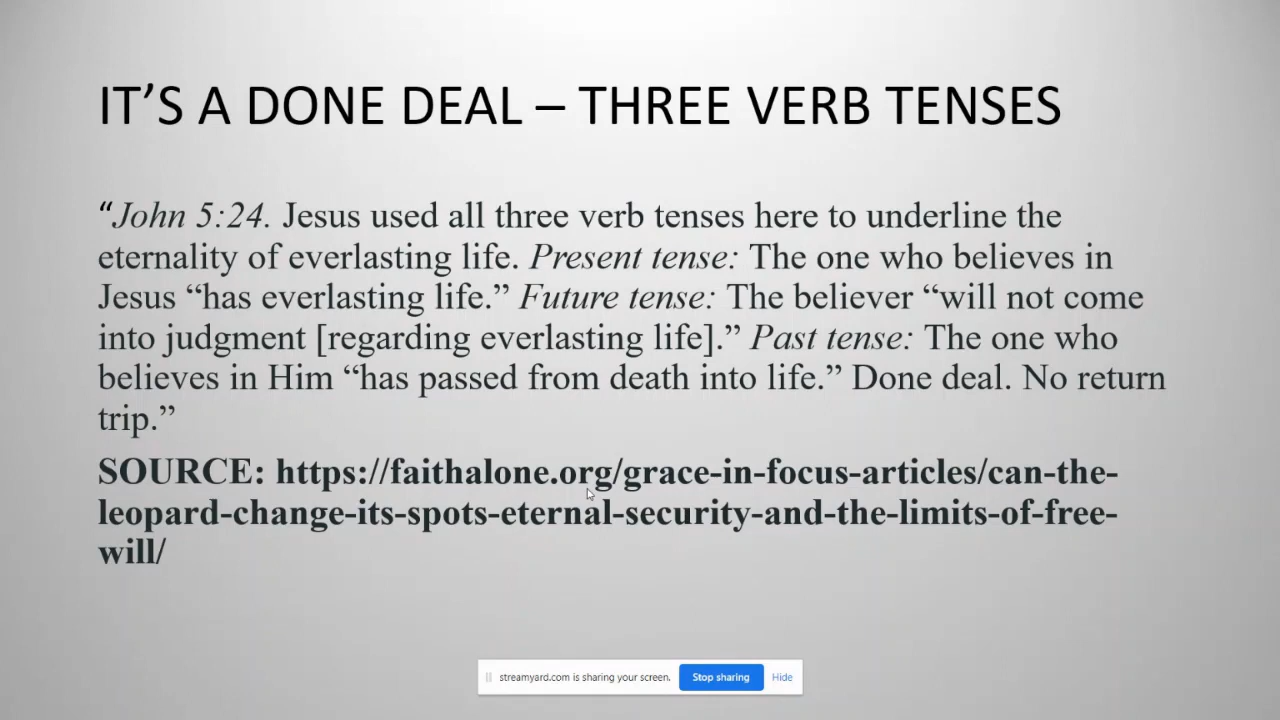 IT’S A DONE DEAL – THREE VERB TENSES
“John 5:24. Jesus used all three verb tenses here to underline the
eternality of everlasting life. Present tense: The one who believes in
Jesus “has everlasting life.” Future tense: The believer “will not come
into judgment [regarding everlasting life].” Past tense: The one who
believes in Him “has passed from death into life.” Done deal. No return
trip.”
SOURCE: https://faithalone.org/grace-in-focus-articles/can-the-
leopard-change-its-spots-eternal-security-and-the-limits-of-free-
will/
streamyard.com is sharing your screen. Stop sharing Hide